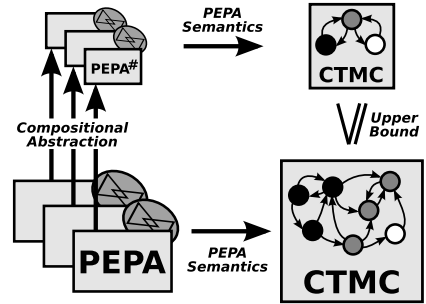 PEPA
Semantics
PEPA#
CTMC
Compositional
Abstraction
Upper
Bound
PEPA
PEPA
Semantics
CTMC